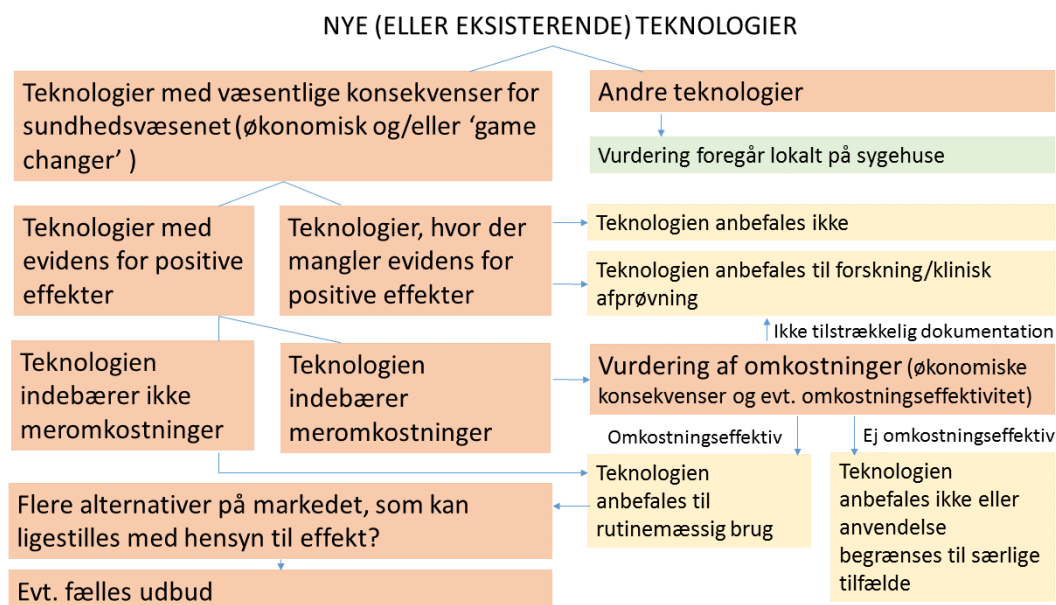 NYE (ELLER EKSISTERENDE) TEKNOLOGIER
Teknologier med væsentlige konsekvenser for
sundhedsvæsenet (økonomisk og/eller ‘game
changer’ )
Andre teknologier
Vurdering foregår lokalt på sygehuse
Teknologier med
evidens for positive
effekter
Teknologier, hvor der
mangler evidens for
positive effekter
Teknologien anbefales ikke
Teknologien anbefales til forskning/klinisk
afprøvning
Ikke tilstrækkelig dokumentation
Teknologien
indebærer ikke
meromkostninger
Teknologien
indebærer
meromkostninger
Vurdering af omkostninger (økonomiske
konsekvenser og evt. omkostningseffektivitet)
Omkostningseffektiv
Ej omkostningseffektiv
Teknologien
anbefales til
rutinemæssig brug
Teknologien
anbefales ikke eller
anvendelse
begrænses til særlige
tilfælde
Flere alternativer på markedet, som kan
ligestilles med hensyn til effekt?
Evt. fælles udbud